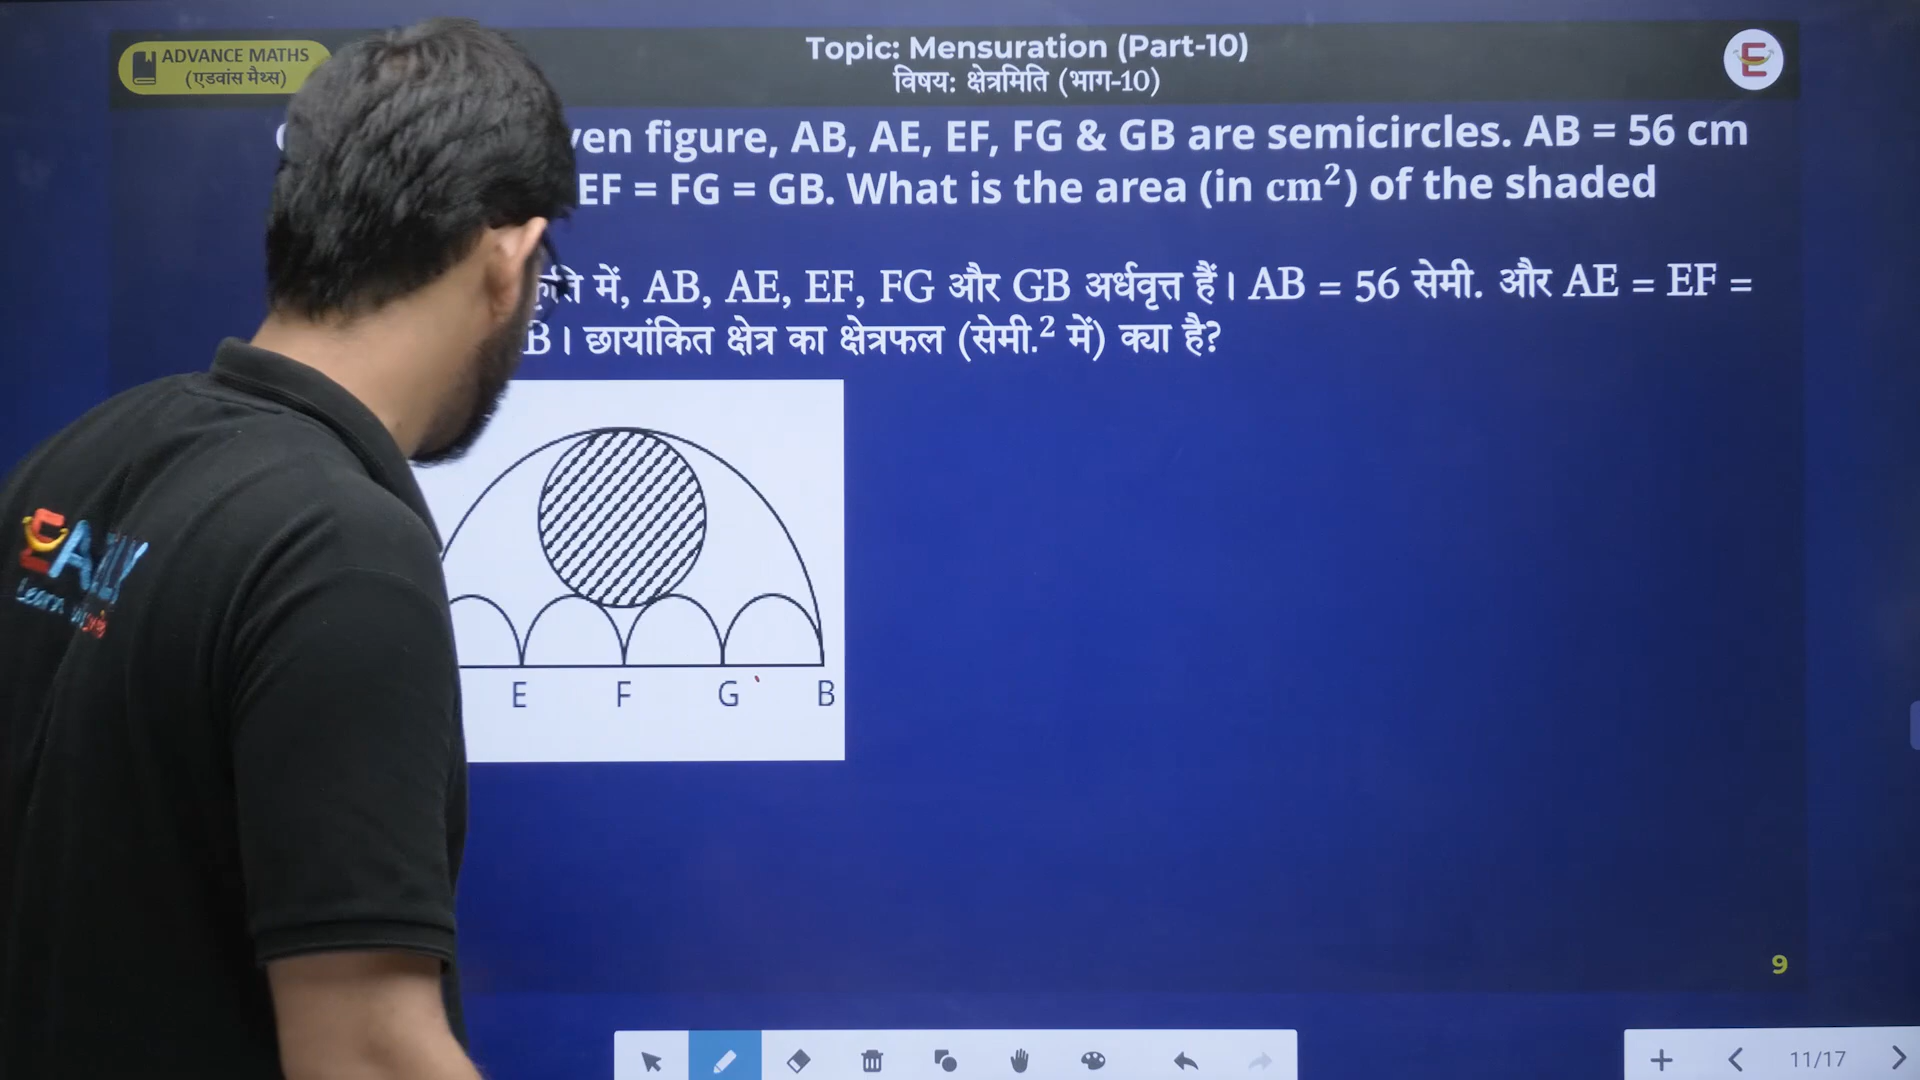 ADVANCE MATHS
(एडवांस मैथ्स)
Topic: Mensuration (Part-10)
विषय: क्षेत्रमिति (भाग-10)
figure, AB, AE, EF, FG & GB are semicircles. AB = 56 cm
EF = FG = GB. What is the area (in cm²) of the shaded
में, AB, AE, EF, FG और GB अर्धवृत्त हैं। AB = 56 सेमी. और AE = EF =
B। छायांकित क्षेत्र का क्षेत्रफल (सेमी.² में) क्या है?
E F G B
Learn
9
11/17